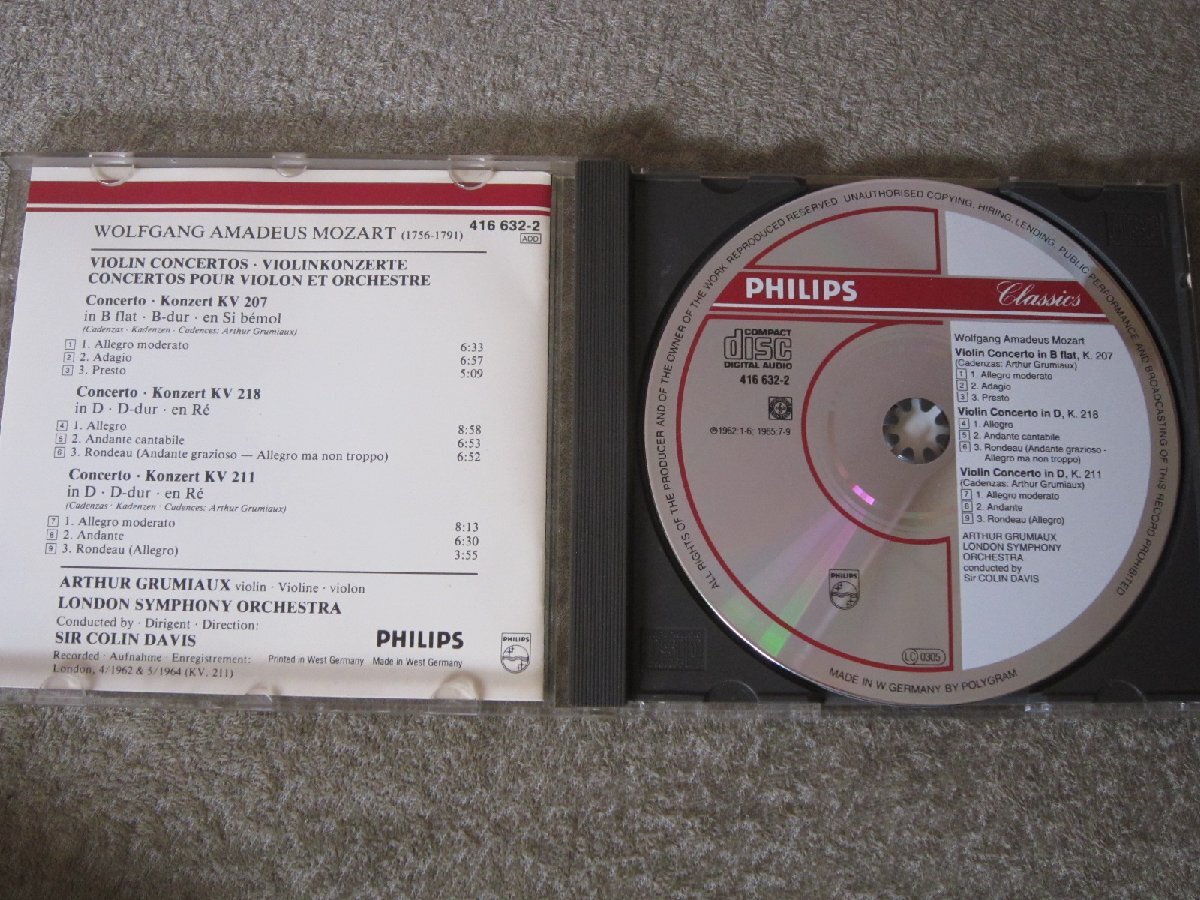 WOLFGANG AMADEUS MOZART (1756-1791)
416 632-2
ADD
VIOLIN CONCERTOS · VIOLINKONZERTE
CONCERTOS POUR VIOLON ET ORCHESTRE
Concerto · Konzert KV 207
in B flat · B-dur · en Si bémol
(Cadenzas · Kadenzen · Cadences: Arthur Grumiaux)
1 1. Allegro moderato 6:33
2 2. Adagio 6:57
3 3. Presto 5:09
Concerto · Konzert KV 218
in D · D-dur · en Ré
4 1. Allegro 8:58
5 2. Andante cantabile 6:53
6 3. Rondeau (Andante grazioso — Allegro ma non troppo) 6:52
Concerto · Konzert KV 211
in D · D-dur · en Ré
(Cadenzas · Kadenzen · Cadences: Arthur Grumiaux)
7 1. Allegro moderato 8:13
8 2. Andante 6:30
9 3. Rondeau (Allegro) 3:55
ARTHUR GRUMIAUX violin · Violine · violon
LONDON SYMPHONY ORCHESTRA
Conducted by · Dirigent · Direction:
SIR COLIN DAVIS
Recorded · Aufnahme · Enregistrement:
London, 4/1962 & 5/1964 (KV. 211)
PHILIPS
Printed in West Germany Made in West Germany
PHILIPS
ALL RIGHTS OF THE PRODUCER AND OF THE OWNER OF THE WORK REPRODUCED RESERVED UNAUTHORISED COPYING, HIRING, LENDING, PUBLIC PERFORMANCE AND BROADCASTING OF THIS RECORD PROHIBITED
PHILIPS Classics
COMPACT
disc
DIGITAL AUDIO
416 632-2
℗1962:1-6; 1965:7-9
Wolfgang Amadeus Mozart
Violin Concerto in B flat, K. 207
(Cadenzas: Arthur Grumiaux)
1 1. Allegro moderato
2 2. Adagio
3 3. Presto
Violin Concerto in D, K. 218
4 1. Allegro
5 2. Andante cantabile
6 3. Rondeau (Andante grazioso -
Allegro ma non troppo)
Violin Concerto in D, K. 211
(Cadenzas: Arthur Grumiaux)
7 1. Allegro moderato
8 2. Andante
9 3. Rondeau (Allegro)
ARTHUR GRUMIAUX
LONDON SYMPHONY
ORCHESTRA
conducted by
Sir COLIN DAVIS
PHILIPS
LC 0305
MADE IN W GERMANY BY POLYGRAM